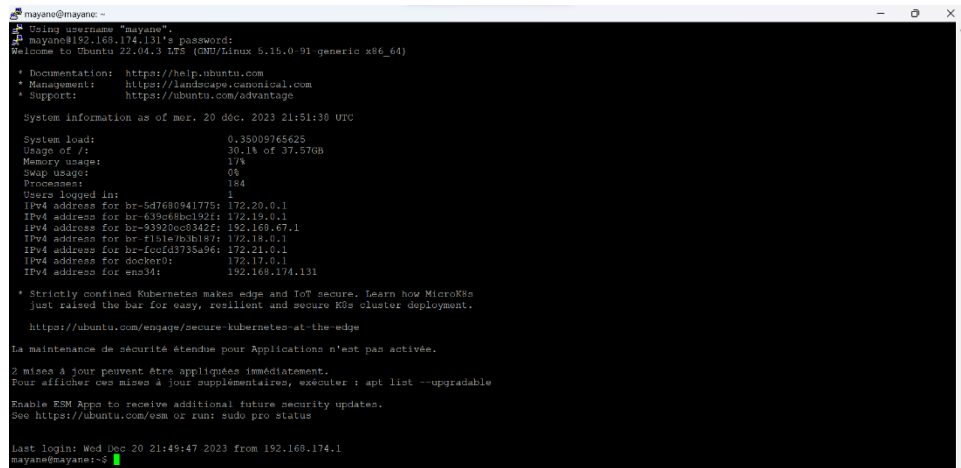 mayane@mayane: ~
Using username "mayane".
mayane@192.168.174.131's password:
Welcome to Ubuntu 22.04.3 LTS (GNU/Linux 5.15.0-91-generic x86_64)
* Documentation: https://help.ubuntu.com
* Management: https://landscape.canonical.com
* Support: https://ubuntu.com/advantage
System information as of mer. 20 déc. 2023 21:51:38 UTC
System load: 0.35009765625
Usage of /: 30.1% of 37.57GB
Memory usage: 17%
Swap usage: 0%
Processes: 184
Users logged in: 1
IPv4 address for br-5d7680941775: 172.20.0.1
IPv4 address for br-639c68bc192f: 172.19.0.1
IPv4 address for br-93920ec8342f: 192.168.67.1
IPv4 address for br-f151e7b3b187: 172.18.0.1
IPv4 address for br-fccfd3735a96: 172.21.0.1
IPv4 address for docker0: 172.17.0.1
IPv4 address for ens34: 192.168.174.131
* Strictly confined Kubernetes makes edge and IoT secure. Learn how MicroK8s
just raised the bar for easy, resilient and secure K8s cluster deployment.
https://ubuntu.com/engage/secure-kubernetes-at-the-edge
La maintenance de sécurité étendue pour Applications n'est pas activée.
2 mises à jour peuvent être appliquées immédiatement.
Pour afficher ces mises à jour supplémentaires, exécuter : apt list --upgradable
Enable ESM Apps to receive additional future security updates.
See https://ubuntu.com/esm or run: sudo pro status
Last login: Wed Dec 20 21:49:47 2023 from 192.168.174.1
mayane@mayane:~$